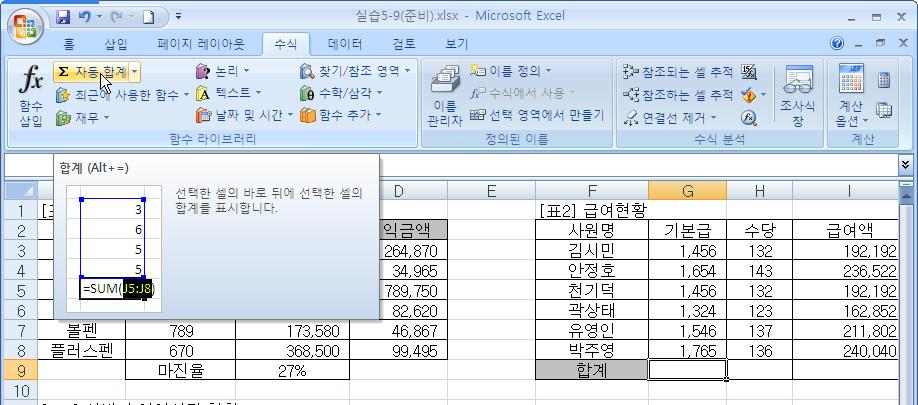 실습5-9(준비).xlsx - Microsoft Excel
홈 삽입 페이지 레이아웃 수식 데이터 검토 보기
fx 함수 삽입
Σ 자동 합계
최근에 사용한 함수
재무
논리
텍스트
날짜 및 시간
찾기/참조 영역
수학/삼각
함수 추가
함수 라이브러리
이름 관리자
이름 정의
수식에서 사용
선택 영역에서 만들기
정의된 이름
참조되는 셀 추적
참조하는 셀 추적
연결선 제거
수식 분석
조사식 창
계산 옵션
계산
합계 (Alt+=)
선택한 셀의 바로 뒤에 선택한 셀의
합계를 표시합니다.
3
6
5
5
=SUM(J5:J8)
D E F G H I
1 [표2] 급여현황
2 익금액 사원명 기본급 수당 급여액
3 264,870 김시민 1,456 132 192,192
4 34,965 안정호 1,654 143 236,522
5 789,750 천기덕 1,456 132 192,192
6 82,620 곽상태 1,324 123 162,852
7 볼펜 789 173,580 46,867 유영인 1,546 137 211,802
8 플러스펜 670 368,500 99,495 박주영 1,765 136 240,040
9 마진율 27% 합계
10